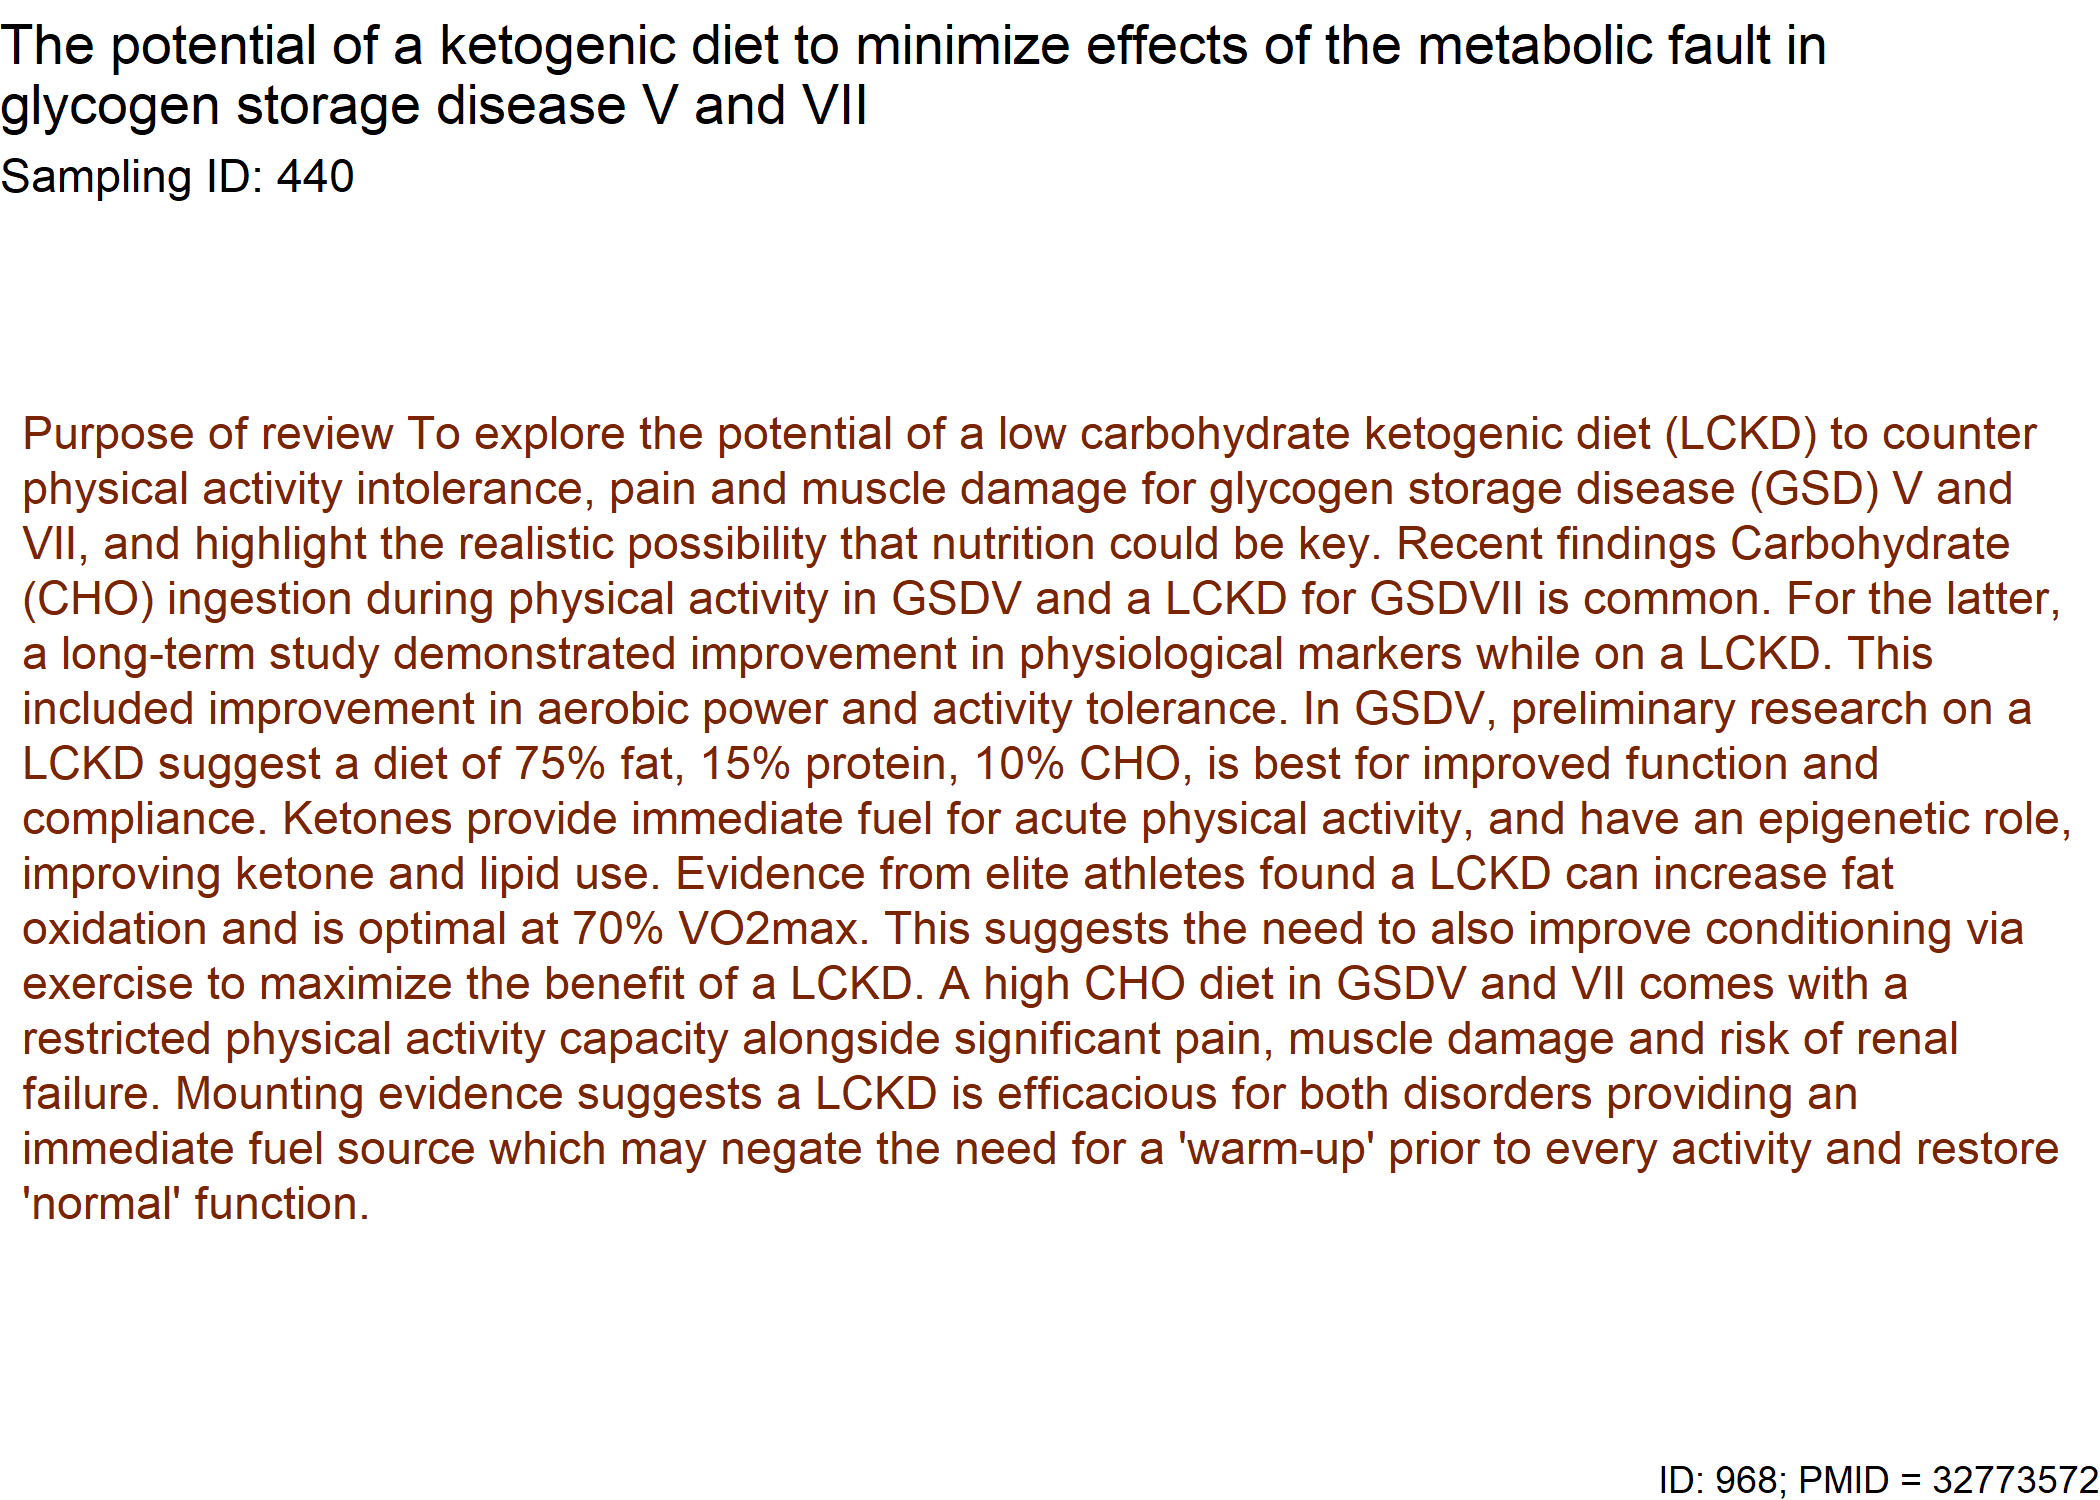 The potential of a ketogenic diet to minimize effects of the metabolic fault in
glycogen storage disease V and VII
Sampling ID: 440
Purpose of review To explore the potential of a low carbohydrate ketogenic diet (LCKD) to counter
physical activity intolerance, pain and muscle damage for glycogen storage disease (GSD) V and
VII, and highlight the realistic possibility that nutrition could be key. Recent findings Carbohydrate
(CHO) ingestion during physical activity in GSDV and a LCKD for GSDVII is common. For the latter,
a long-term study demonstrated improvement in physiological markers while on a LCKD. This
included improvement in aerobic power and activity tolerance. In GSDV, preliminary research on a
LCKD suggest a diet of 75% fat, 15% protein, 10% CHO, is best for improved function and
compliance. Ketones provide immediate fuel for acute physical activity, and have an epigenetic role,
improving ketone and lipid use. Evidence from elite athletes found a LCKD can increase fat
oxidation and is optimal at 70% VO2max. This suggests the need to also improve conditioning via
exercise to maximize the benefit of a LCKD. A high CHO diet in GSDV and VII comes with a
restricted physical activity capacity alongside significant pain, muscle damage and risk of renal
failure. Mounting evidence suggests a LCKD is efficacious for both disorders providing an
immediate fuel source which may negate the need for a 'warm-up' prior to every activity and restore
'normal' function.
ID: 968; PMID = 32773572